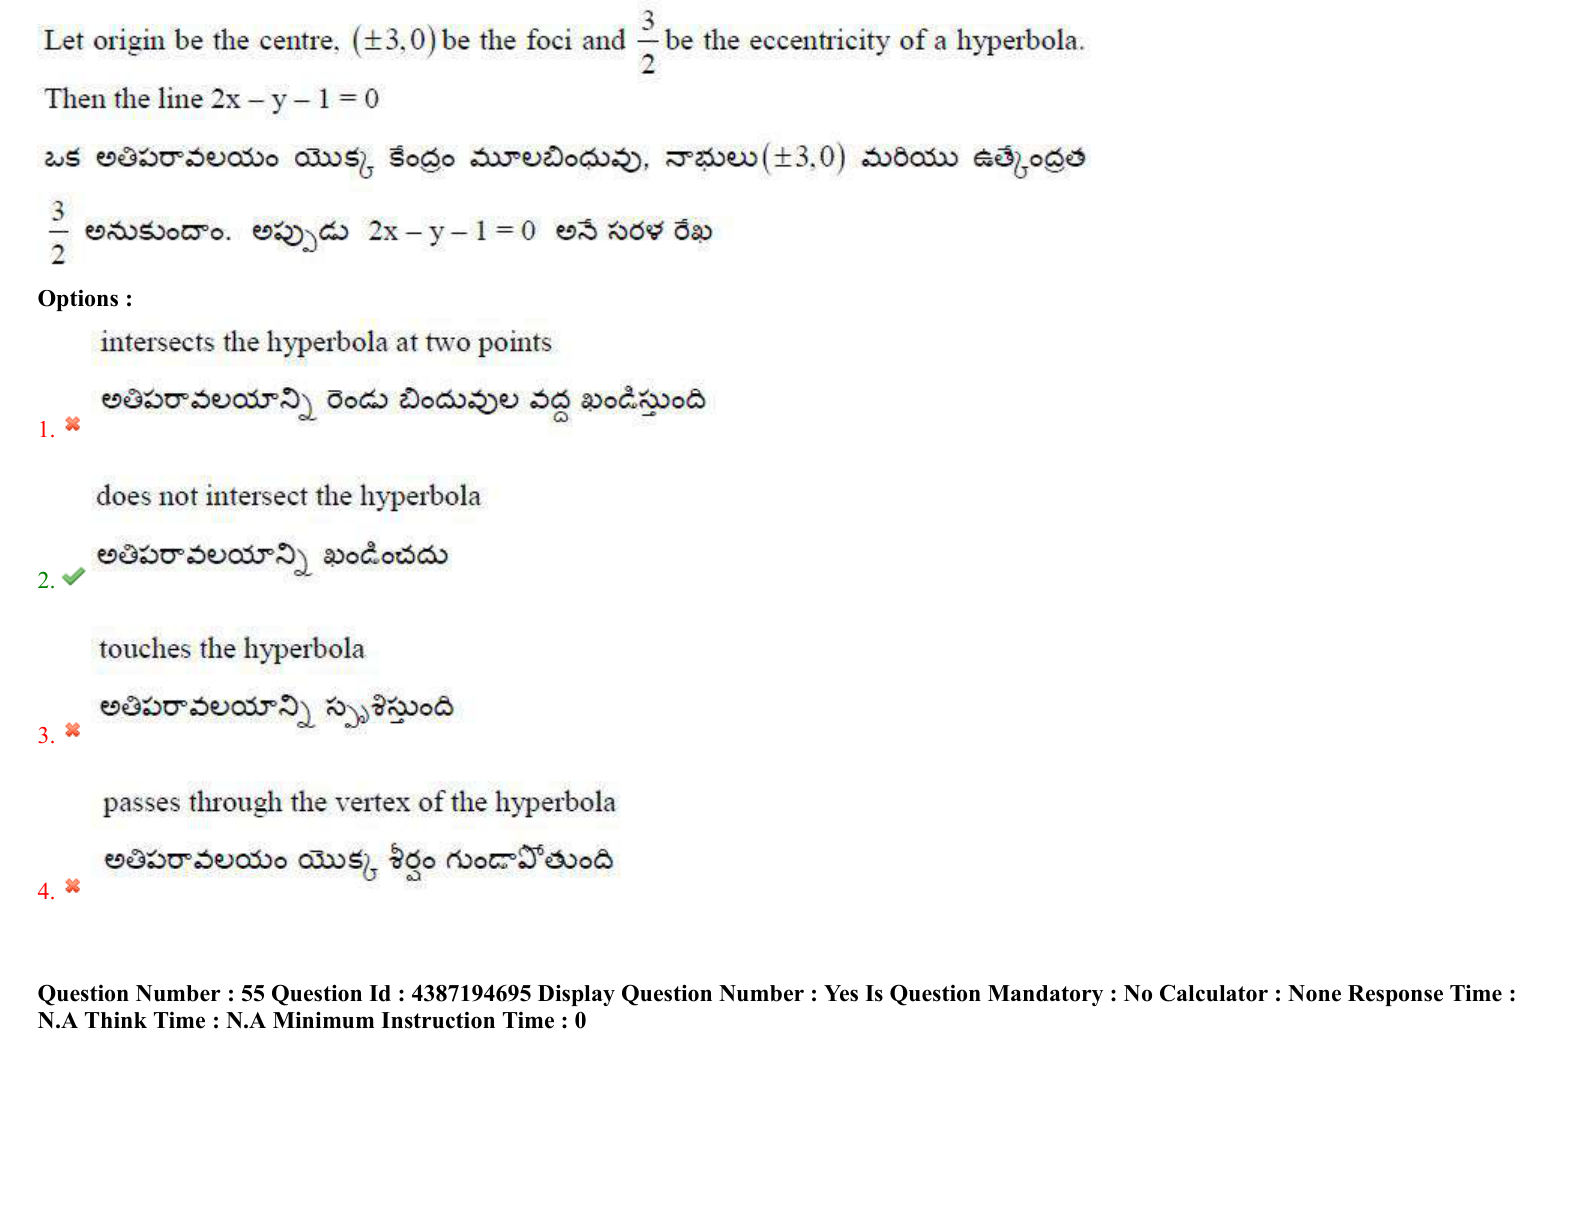 Let origin be the centre, (±3,0) be the foci and 3/2 be the eccentricity of a hyperbola.
Then the line 2x – y – 1 = 0
ఒక అతిపరావలయం యొక్క కేంద్రం మూలబింధువు, నాభులు(±3,0) మరియు ఉత్కేంద్రత
3/2 అనుకుందాం. అప్పుడు 2x – y – 1 = 0 అనే సరళ రేఖ
Options :
intersects the hyperbola at two points
అతిపరావలయాన్ని రెండు బిందువుల వద్ద ఖండిస్తుంది
1.
does not intersect the hyperbola
అతిపరావలయాన్ని ఖండించదు
2.
touches the hyperbola
అతిపరావలయాన్ని స్పృశిస్తుంది
3.
passes through the vertex of the hyperbola
అతిపరావలయం యొక్క శీర్షం గుండాపోతుంది
4.
Question Number : 55 Question Id : 4387194695 Display Question Number : Yes Is Question Mandatory : No Calculator : None Response Time :
N.A Think Time : N.A Minimum Instruction Time : 0